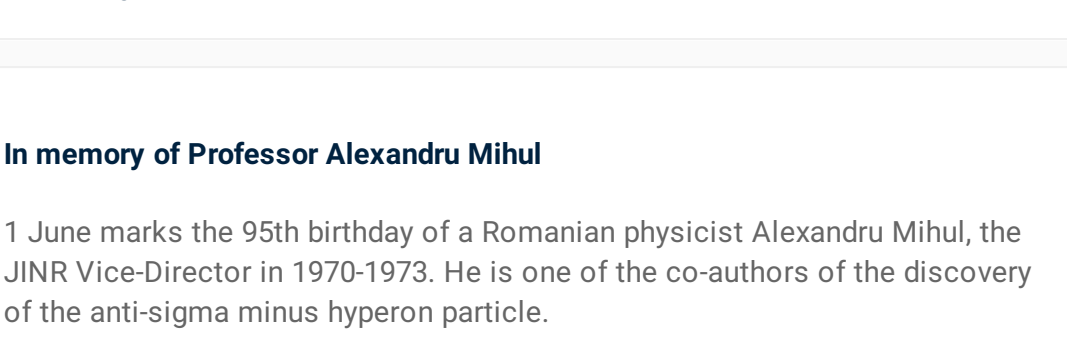 In memory of Professor Alexandru Mihul
1 June marks the 95th birthday of a Romanian physicist Alexandru Mihul, the
JINR Vice-Director in 1970-1973. He is one of the co-authors of the discovery
of the anti-sigma minus hyperon particle.